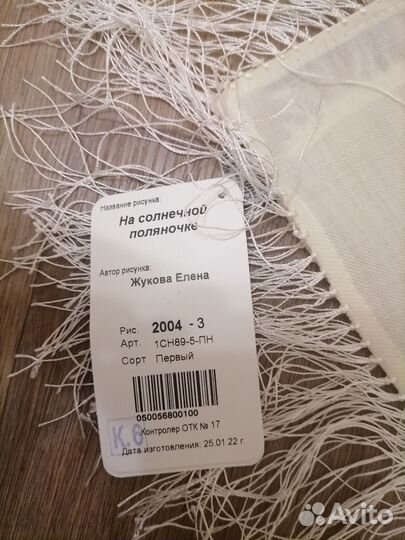 Название рисунка:
На солнечной
поляночке
Автор рисунка:
Жукова Елена
Рис. 2004 - 3
Арт. 1СН89-5-ПН
Сорт Первый
050056800100
К.6
Контролер ОТК № 17
Дата изготовления: 25.01.22 г.
Avito